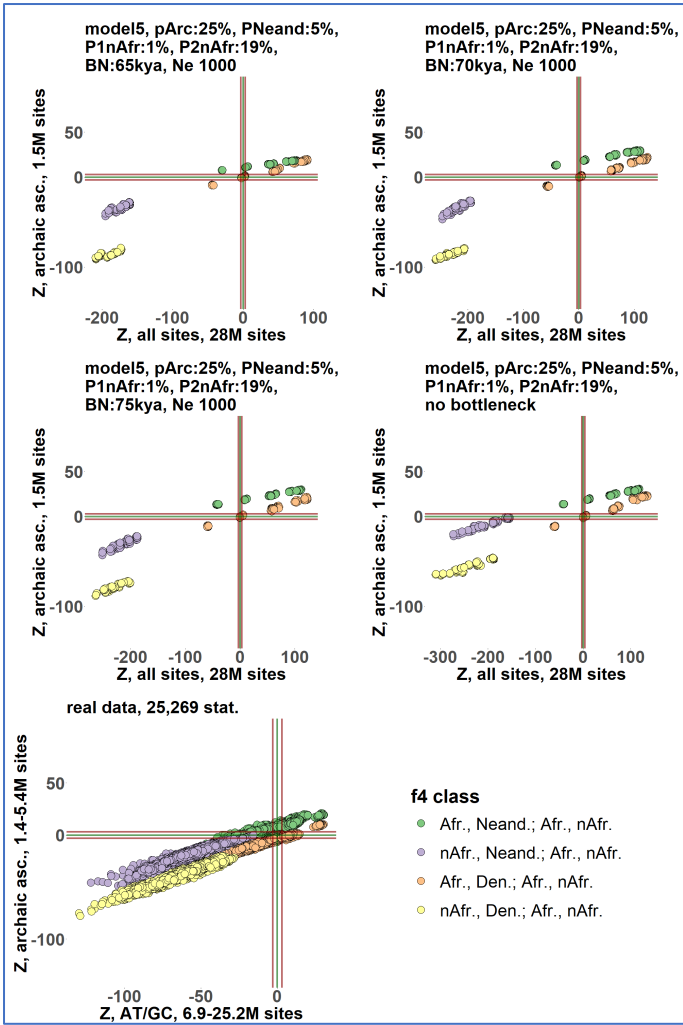 model5, pArc:25%, PNeand:5%,
P1nAfr:1%, P2nAfr:19%,
BN:65kya, Ne 1000
Z, archaic asc., 1.5M sites
50
0
-100
-200
0
100
Z, all sites, 28M sites
model5, pArc:25%, PNeand:5%,
P1nAfr:1%, P2nAfr:19%,
BN:70kya, Ne 1000
Z, archaic asc., 1.5M sites
50
0
-100
-200
0
100
Z, all sites, 28M sites
model5, pArc:25%, PNeand:5%,
P1nAfr:1%, P2nAfr:19%,
BN:75kya, Ne 1000
Z, archaic asc., 1.5M sites
50
0
-100
-200
0
100
Z, all sites, 28M sites
model5, pArc:25%, PNeand:5%,
P1nAfr:1%, P2nAfr:19%,
no bottleneck
Z, archaic asc., 1.5M sites
50
0
-100
-300
-200
0
100
Z, all sites, 28M sites
real data, 25,269 stat.
Z, archaic asc., 1.4-5.4M sites
50
0
-100
-100
-50
0
Z, AT/GC, 6.9-25.2M sites
f4 class
Afr., Neand.; Afr., nAfr.
nAfr., Neand.; Afr., nAfr.
Afr., Den.; Afr., nAfr.
nAfr., Den.; Afr., nAfr.